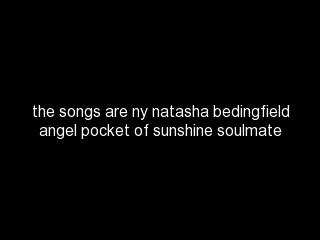 the songs are ny natasha bedingfield
angel pocket of sunshine soulmate